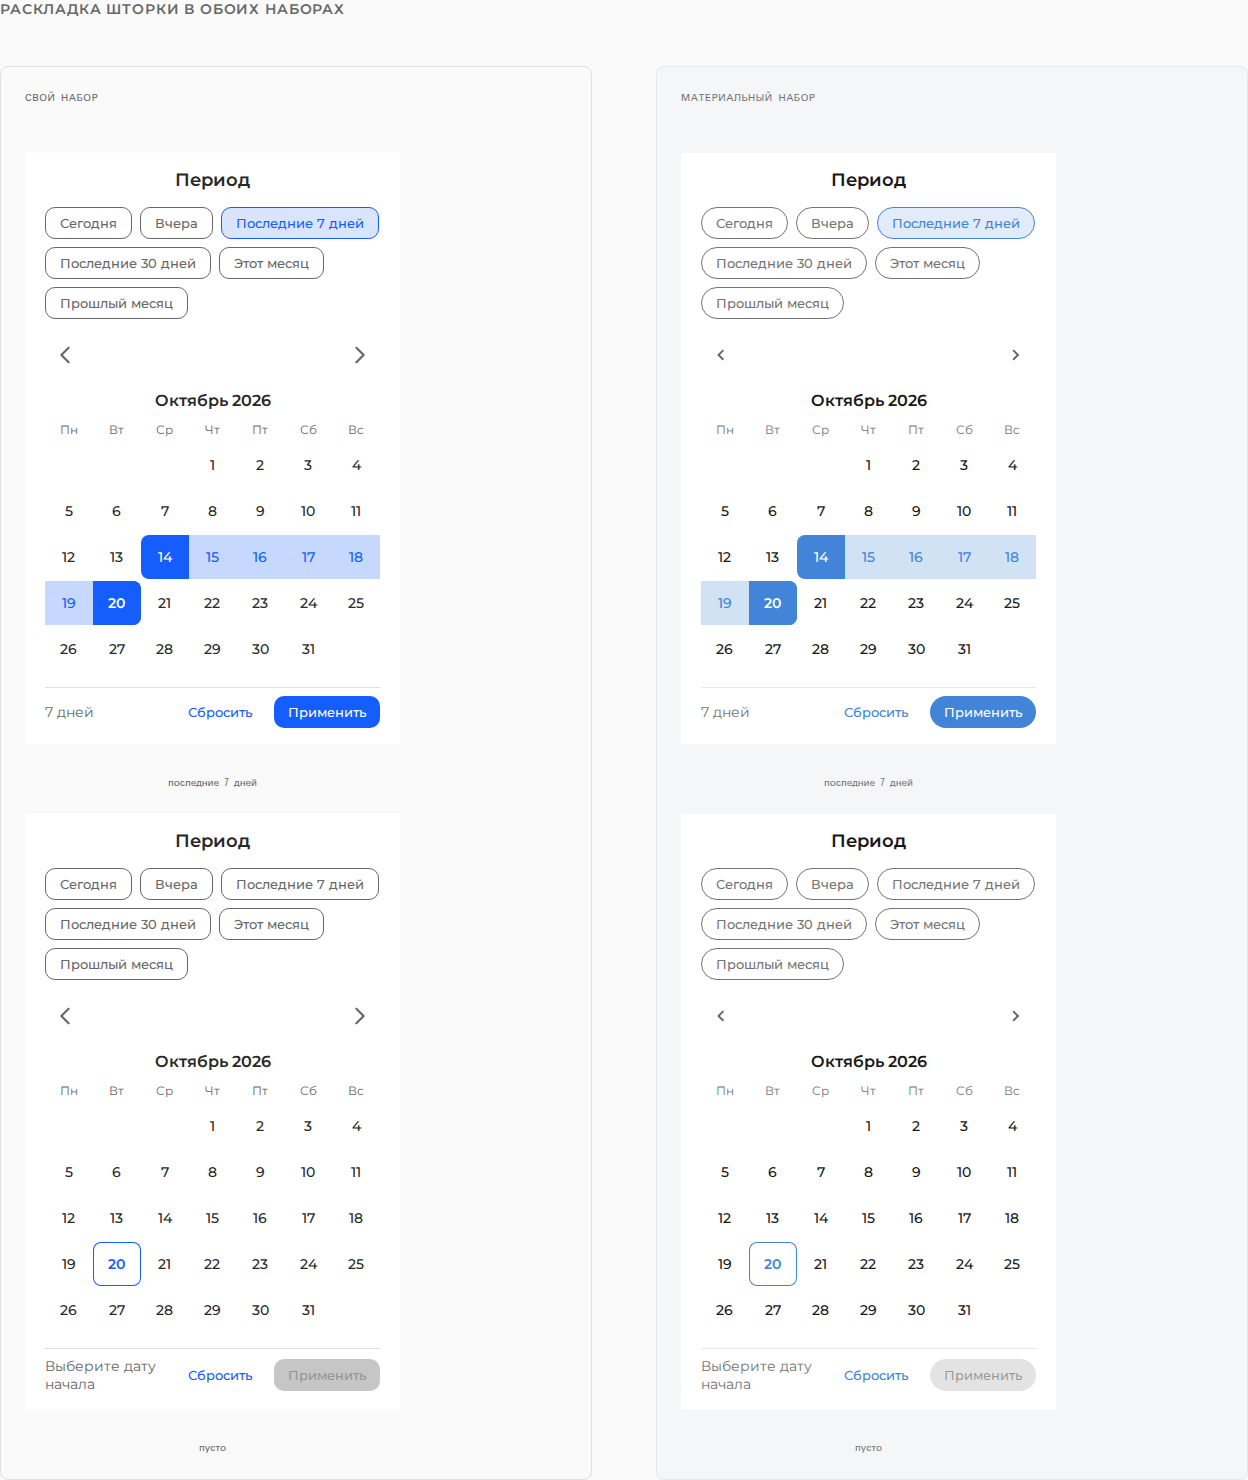 РАСКЛАДКА ШТОРКИ В ОБОИХ НАБОРАХ
СВОЙ НАБОР
Период
Сегодня Вчера Последние 7 дней
Последние 30 дней Этот месяц
Прошлый месяц
Октябрь 2026
Пн Вт Ср Чт Пт Сб Вс
1 2 3 4
5 6 7 8 9 10 11
12 13 14 15 16 17 18
19 20 21 22 23 24 25
26 27 28 29 30 31
7 дней Сбросить Применить
последние 7 дней
Период
Сегодня Вчера Последние 7 дней
Последние 30 дней Этот месяц
Прошлый месяц
Октябрь 2026
Пн Вт Ср Чт Пт Сб Вс
1 2 3 4
5 6 7 8 9 10 11
12 13 14 15 16 17 18
19 20 21 22 23 24 25
26 27 28 29 30 31
Выберите дату
начала Сбросить Применить
пусто
МАТЕРИАЛЬНЫЙ НАБОР
Период
Сегодня Вчера Последние 7 дней
Последние 30 дней Этот месяц
Прошлый месяц
Октябрь 2026
Пн Вт Ср Чт Пт Сб Вс
1 2 3 4
5 6 7 8 9 10 11
12 13 14 15 16 17 18
19 20 21 22 23 24 25
26 27 28 29 30 31
7 дней Сбросить Применить
последние 7 дней
Период
Сегодня Вчера Последние 7 дней
Последние 30 дней Этот месяц
Прошлый месяц
Октябрь 2026
Пн Вт Ср Чт Пт Сб Вс
1 2 3 4
5 6 7 8 9 10 11
12 13 14 15 16 17 18
19 20 21 22 23 24 25
26 27 28 29 30 31
Выберите дату
начала Сбросить Применить
пусто